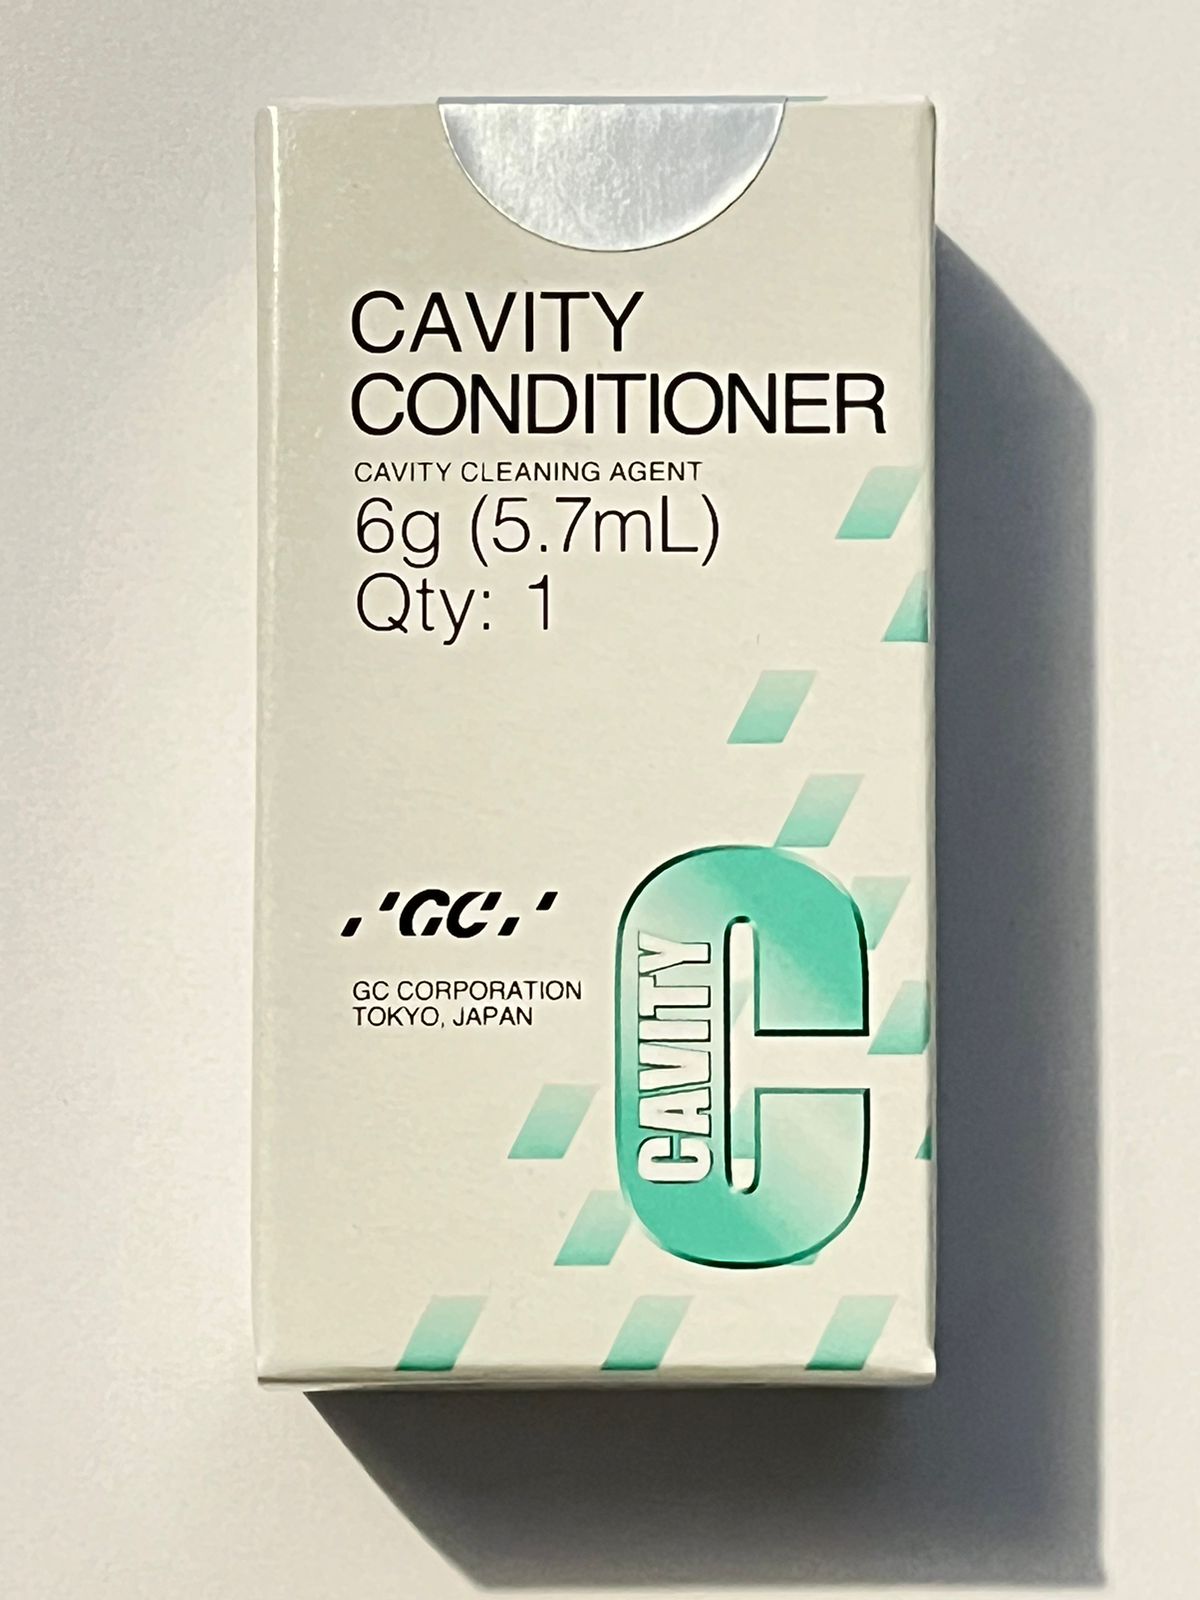 CAVITY
CONDITIONER
CAVITY CLEANING AGENT
6g (5.7mL)
Qty: 1
GC
GC CORPORATION
TOKYO, JAPAN
CAVITY